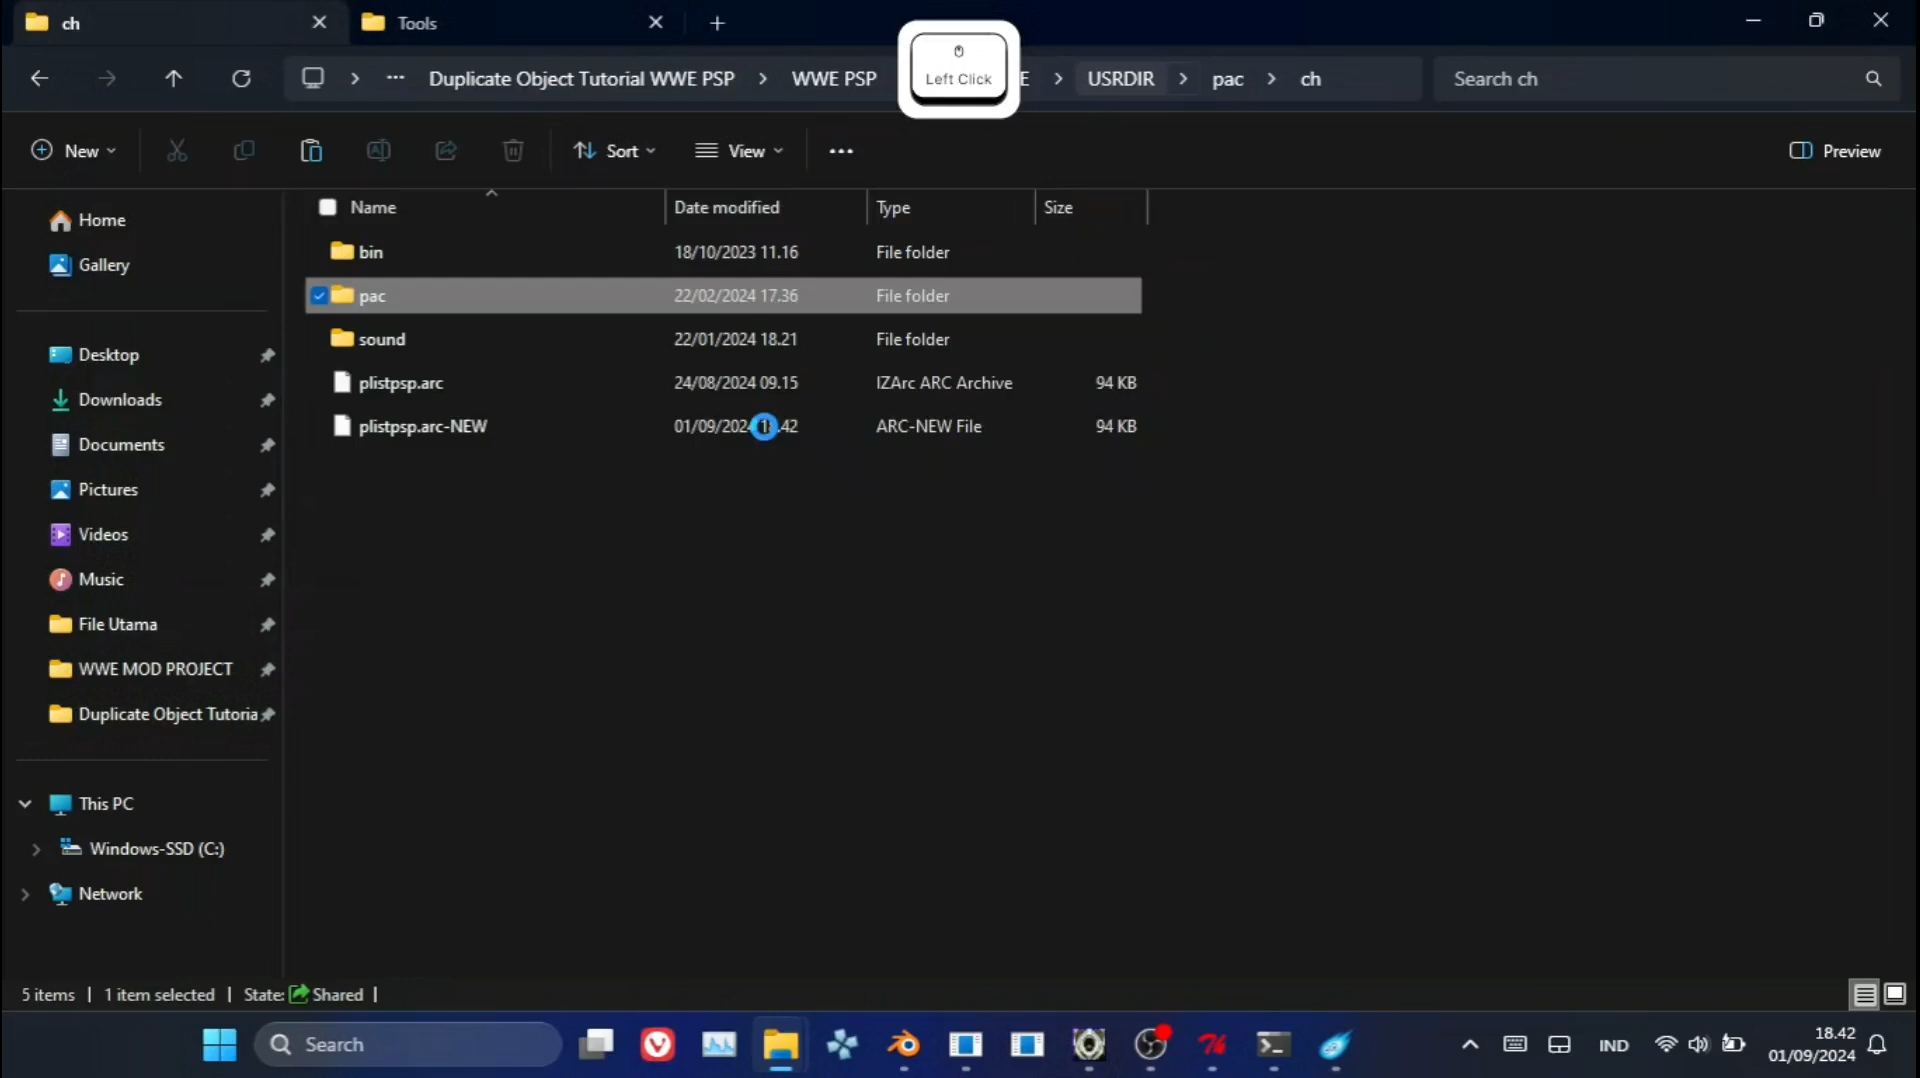 ch
Tools
Left Click
Duplicate Object Tutorial WWE PSP
WWE PSP
E
USRDIR
pac
ch
Search ch
New
Sort
View
Preview
Name
Date modified
Type
Size
Home
Gallery
Desktop
Downloads
Documents
Pictures
Videos
Music
File Utama
WWE MOD PROJECT
Duplicate Object Tutoria
This PC
Windows-SSD (C:)
Network
bin 18/10/2023 11.16 File folder
pac 22/02/2024 17.36 File folder
sound 22/01/2024 18.21 File folder
plistpsp.arc 24/08/2024 09.15 IZArc ARC Archive 94 KB
plistpsp.arc-NEW 01/09/2024 18.42 ARC-NEW File 94 KB
5 items | 1 item selected | State: Shared |
Search
IND
18.42
01/09/2024